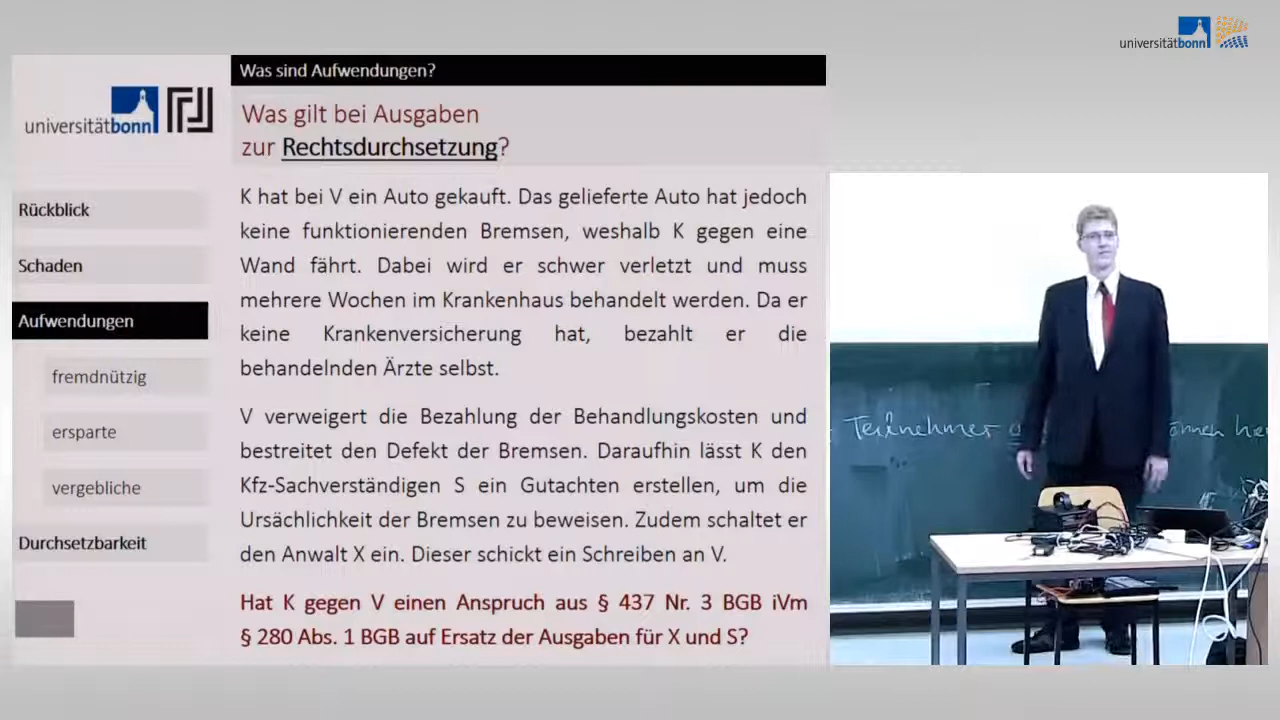 universitätbonn
Was sind Aufwendungen?
universitätbonn
Was gilt bei Ausgaben
zur Rechtsdurchsetzung?
Rückblick
Schaden
Aufwendungen
fremdnützig
ersparte
vergebliche
Durchsetzbarkeit
K hat bei V ein Auto gekauft. Das gelieferte Auto hat jedoch
keine funktionierenden Bremsen, weshalb K gegen eine
Wand fährt. Dabei wird er schwer verletzt und muss
mehrere Wochen im Krankenhaus behandelt werden. Da er
keine Krankenversicherung hat, bezahlt er die
behandelnden Ärzte selbst.
V verweigert die Bezahlung der Behandlungskosten und
bestreitet den Defekt der Bremsen. Daraufhin lässt K den
Kfz-Sachverständigen S ein Gutachten erstellen, um die
Ursächlichkeit der Bremsen zu beweisen. Zudem schaltet er
den Anwalt X ein. Dieser schickt ein Schreiben an V.
Hat K gegen V einen Anspruch aus § 437 Nr. 3 BGB iVm
§ 280 Abs. 1 BGB auf Ersatz der Ausgaben für X und S?
Teilnehmer